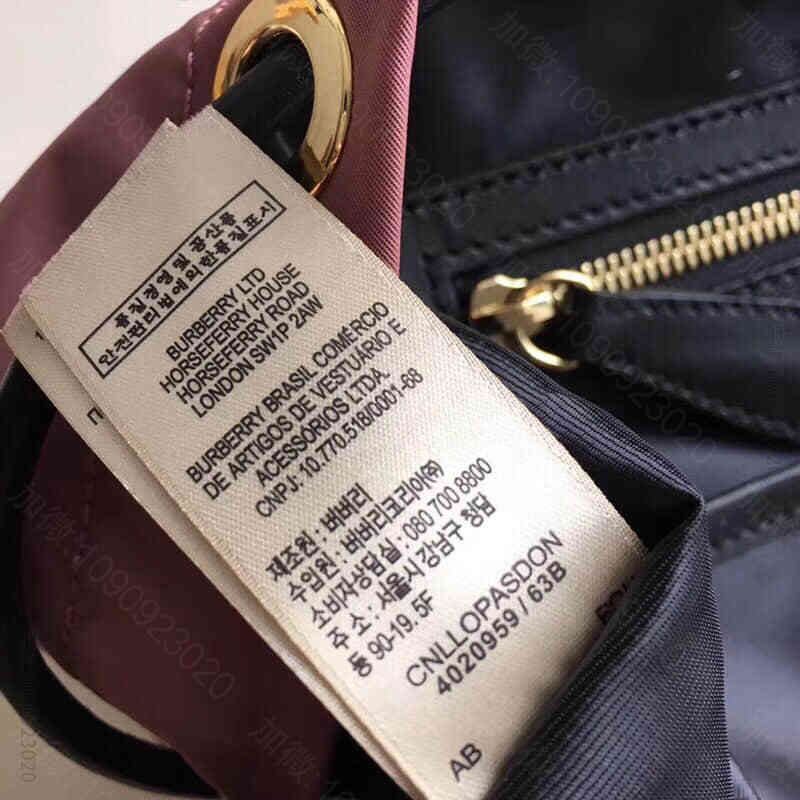 품질경영 및 공산품
안전관리법에 의한 품질표시
BURBERRY LTD
HORSEFERRY HOUSE
HORSEFERRY ROAD
LONDON SW1P 2AW
BURBERRY BRASIL COMÉRCIO
DE ARTIGOS DE VESTUÁRIO E
ACESSÓRIOS LTDA.
CNPJ: 10.770.518/0001-68
제조원 : 버버리
수입원 : 버버리코리아㈜
소비자상담실 : 080 700 8800
주 소 : 서울시 강남구 청담
동 90-19. 5F
CNLLOPASDON
4020959 / 63B
AB
加微:1090923020